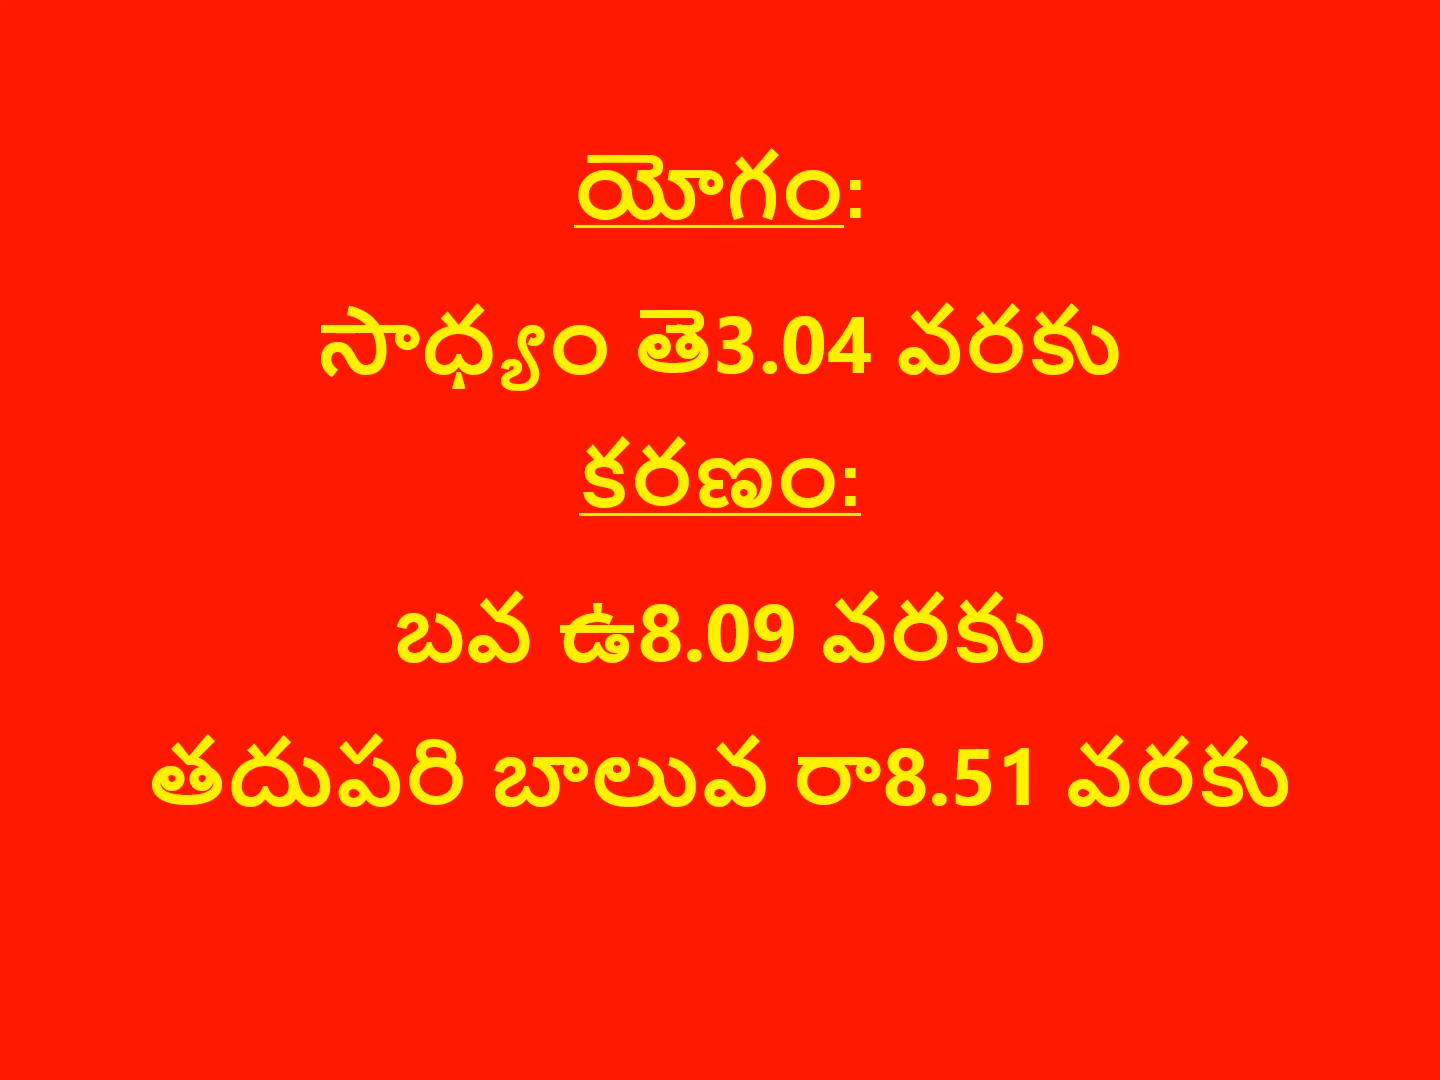 యోగం:
సాధ్యం తె3.04 వరకు
కరణం:
బవ ఉ8.09 వరకు
తదుపరి బాలువ రా8.51 వరకు